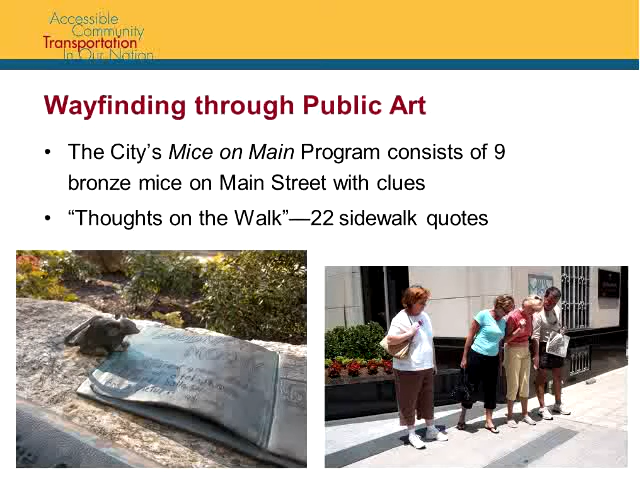 Accessible
Community
Transportation
In Our Nation
Wayfinding through Public Art
• The City’s Mice on Main Program consists of 9
bronze mice on Main Street with clues
• “Thoughts on the Walk”—22 sidewalk quotes